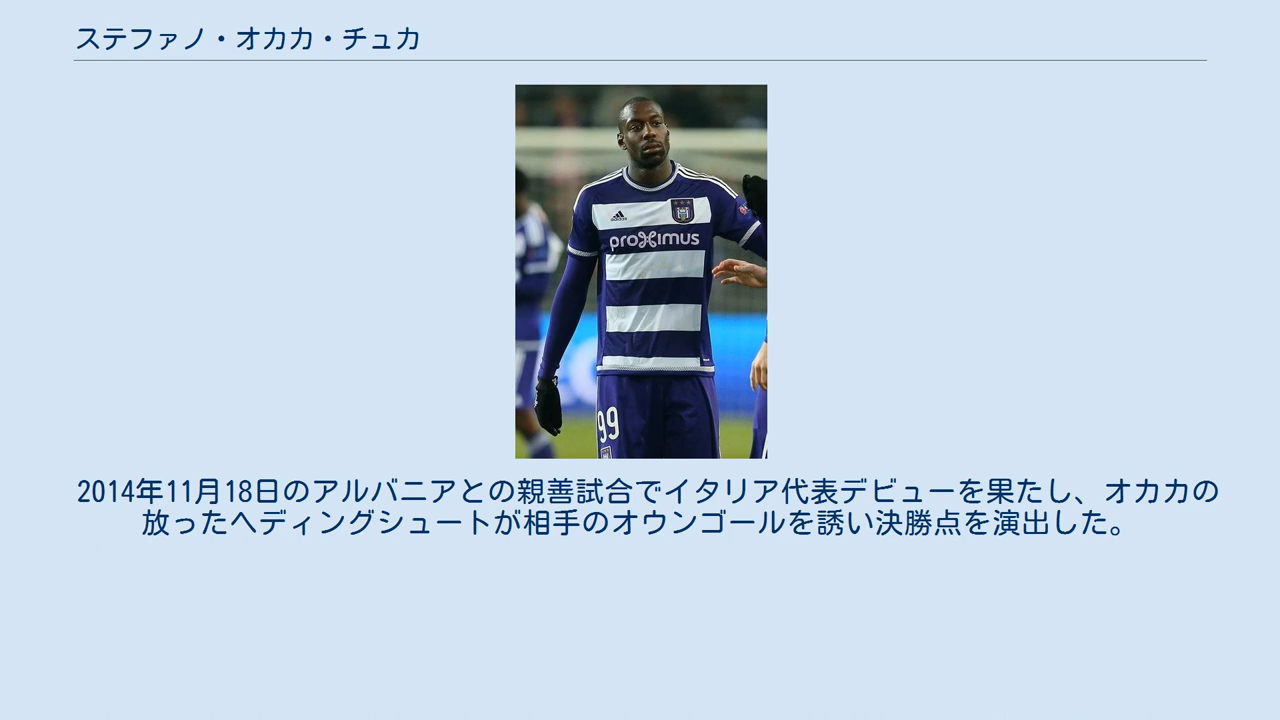 ステファノ・オカカ・チュカ
adidas
proximus
99
2014年11月18日のアルバニアとの親善試合でイタリア代表デビューを果たし、オカカの
放ったヘディングシュートが相手のオウンゴールを誘い決勝点を演出した。